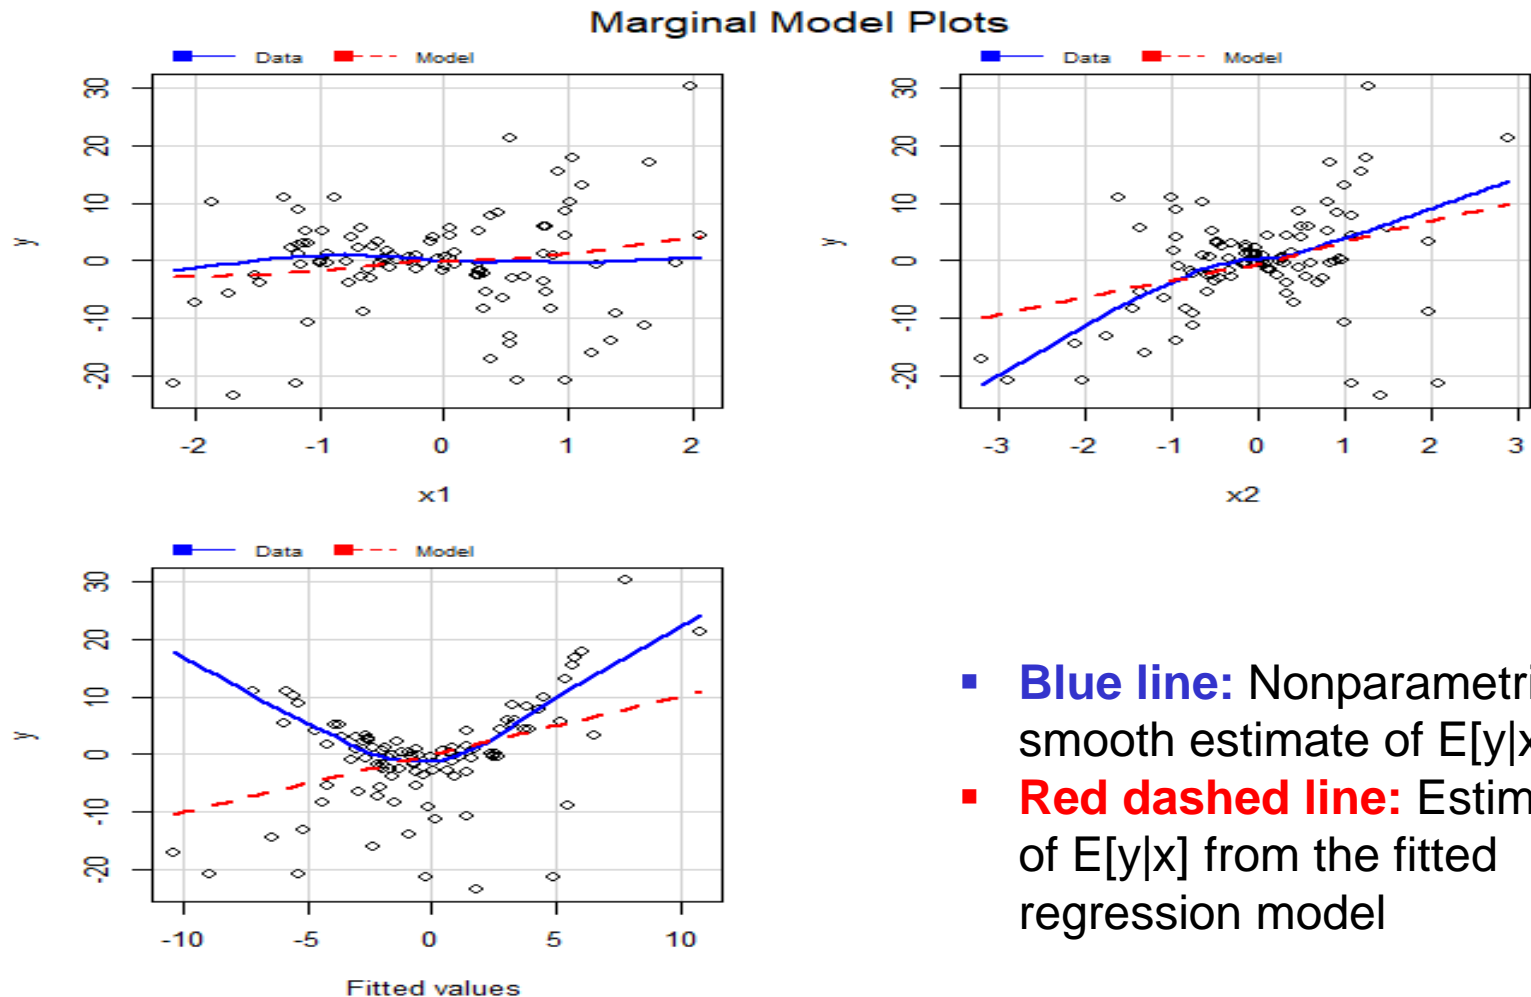 Marginal Model Plots
Data Model
30
20
10
0
-10
-20
y
-2 -1 0 1 2
x1
Data Model
30
20
10
0
-10
-20
y
-3 -2 -1 0 1 2 3
x2
Data Model
30
20
10
0
-10
-20
y
-10 -5 0 5 10
Fitted values
▪ Blue line: Nonparametri
smooth estimate of E[y|x
▪ Red dashed line: Estim
of E[y|x] from the fitted
regression model